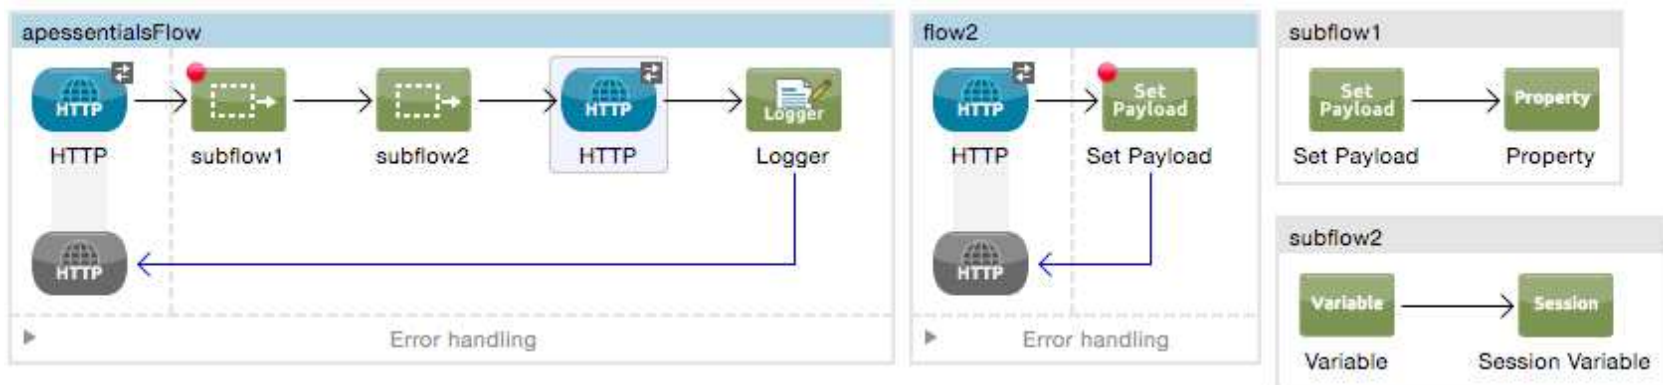 apessentialsFlow
HTTP
HTTP
Logger
HTTP
subflow1
subflow2
HTTP
Logger
HTTP
Error handling
flow2
HTTP
Set
Payload
HTTP
Set Payload
HTTP
Error handling
subflow1
Set
Payload
Property
Set Payload
Property
subflow2
Variable
Session
Variable
Session Variable